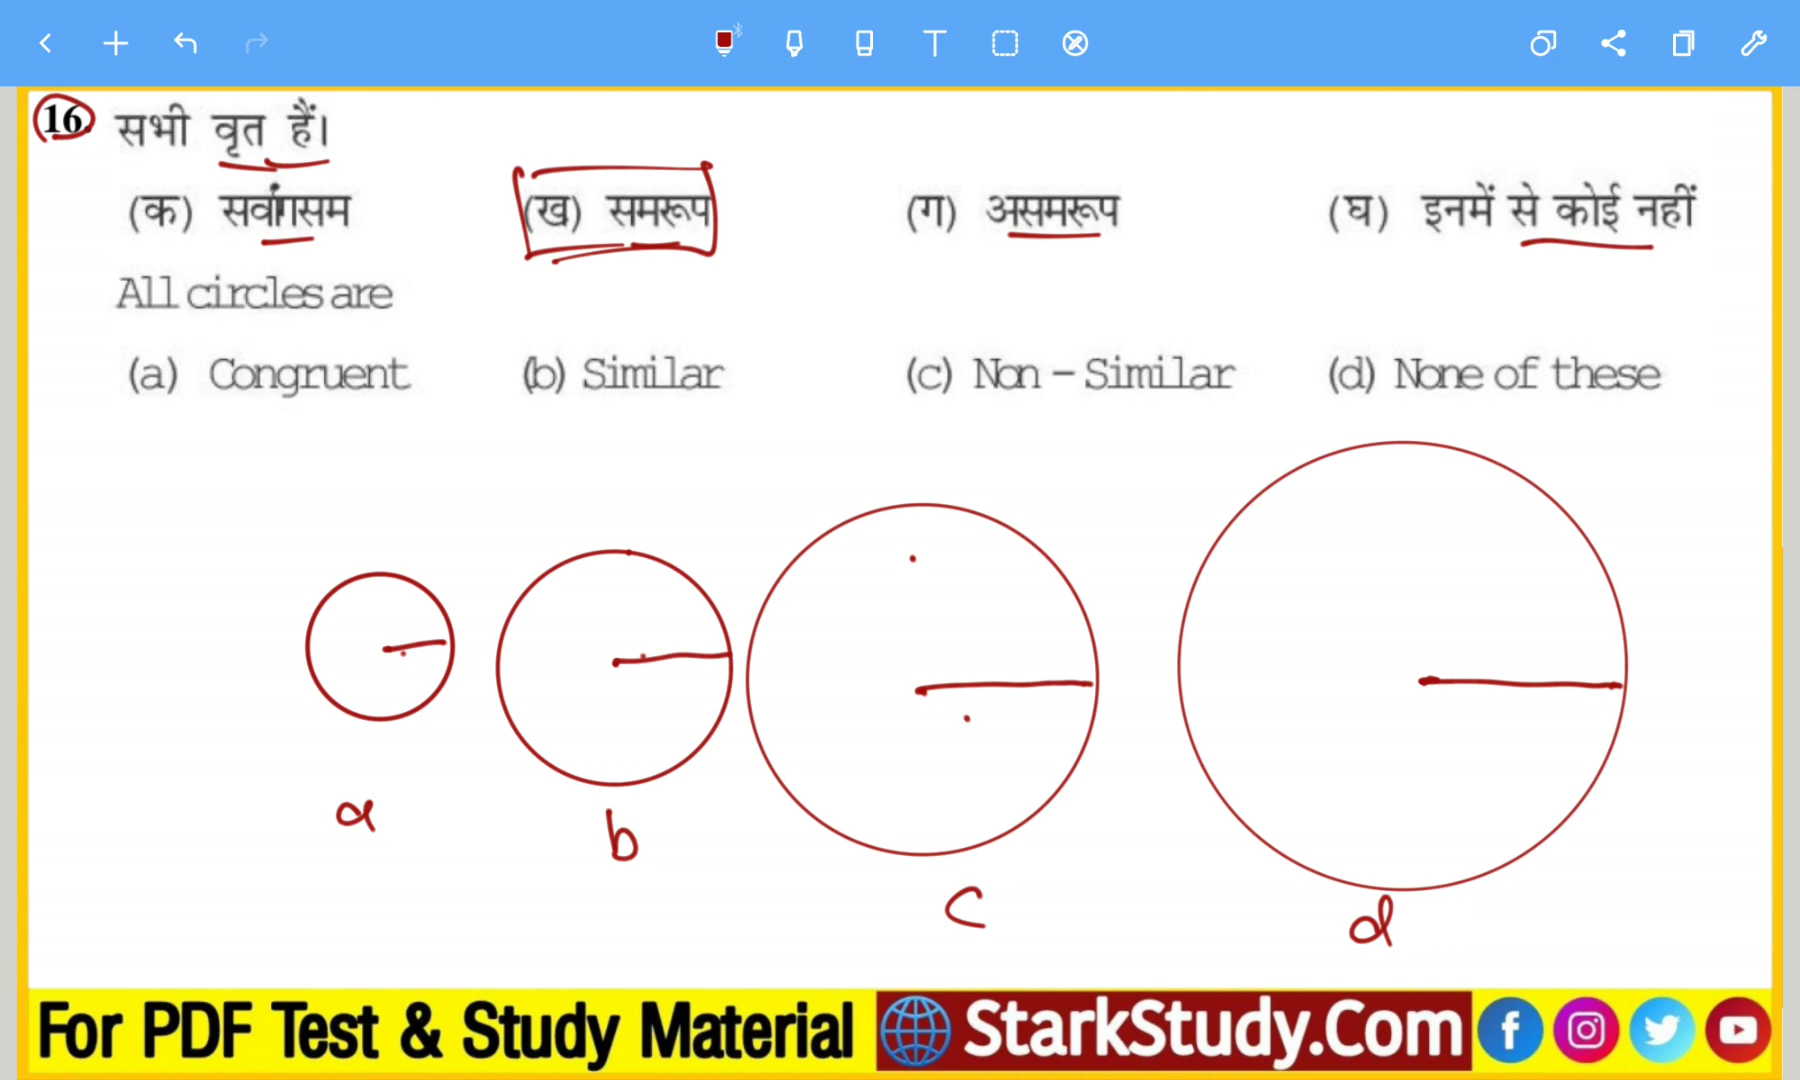 16. सभी वृत हैं।
(क) सर्वांगसम (ख) समरूप (ग) असमरूप (घ) इनमें से कोई नहीं
All circles are
(a) Congruent (b) Similar (c) Non - Similar (d) None of these
a b c d
For PDF Test & Study Material StarkStudy.Com